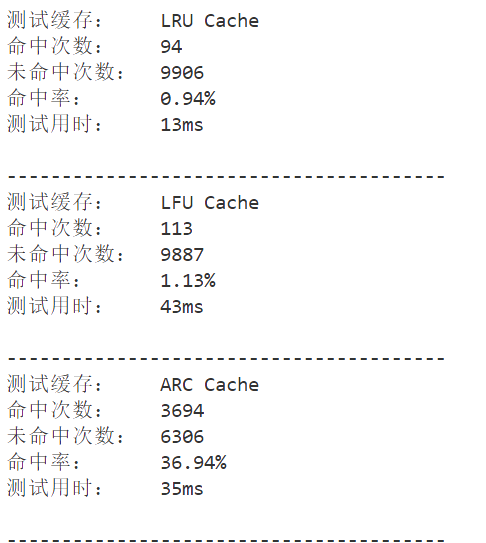 测试缓存： LRU Cache
命中次数： 94
未命中次数： 9906
命中率： 0.94%
测试用时： 13ms
----------------------------------------
测试缓存： LFU Cache
命中次数： 113
未命中次数： 9887
命中率： 1.13%
测试用时： 43ms
----------------------------------------
测试缓存： ARC Cache
命中次数： 3694
未命中次数： 6306
命中率： 36.94%
测试用时： 35ms
----------------------------------------